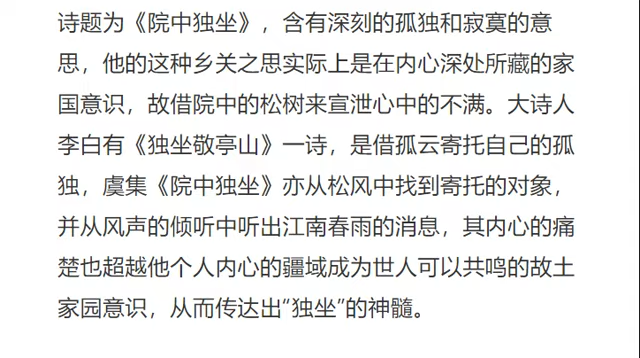 诗题为《院中独坐》，含有深刻的孤独和寂寞的意
思，他的这种乡关之思实际上是在内心深处所藏的家
国意识，故借院中的松树来宣泄心中的不满。大诗人
李白有《独坐敬亭山》一诗，是借孤云寄托自己的孤
独，虞集《院中独坐》亦从松风中找到寄托的对象，
并从风声的倾听中听出江南春雨的消息，其内心的痛
楚也超越他个人内心的疆域成为世人可以共鸣的故土
家园意识，从而传达出“独坐”的神髓。